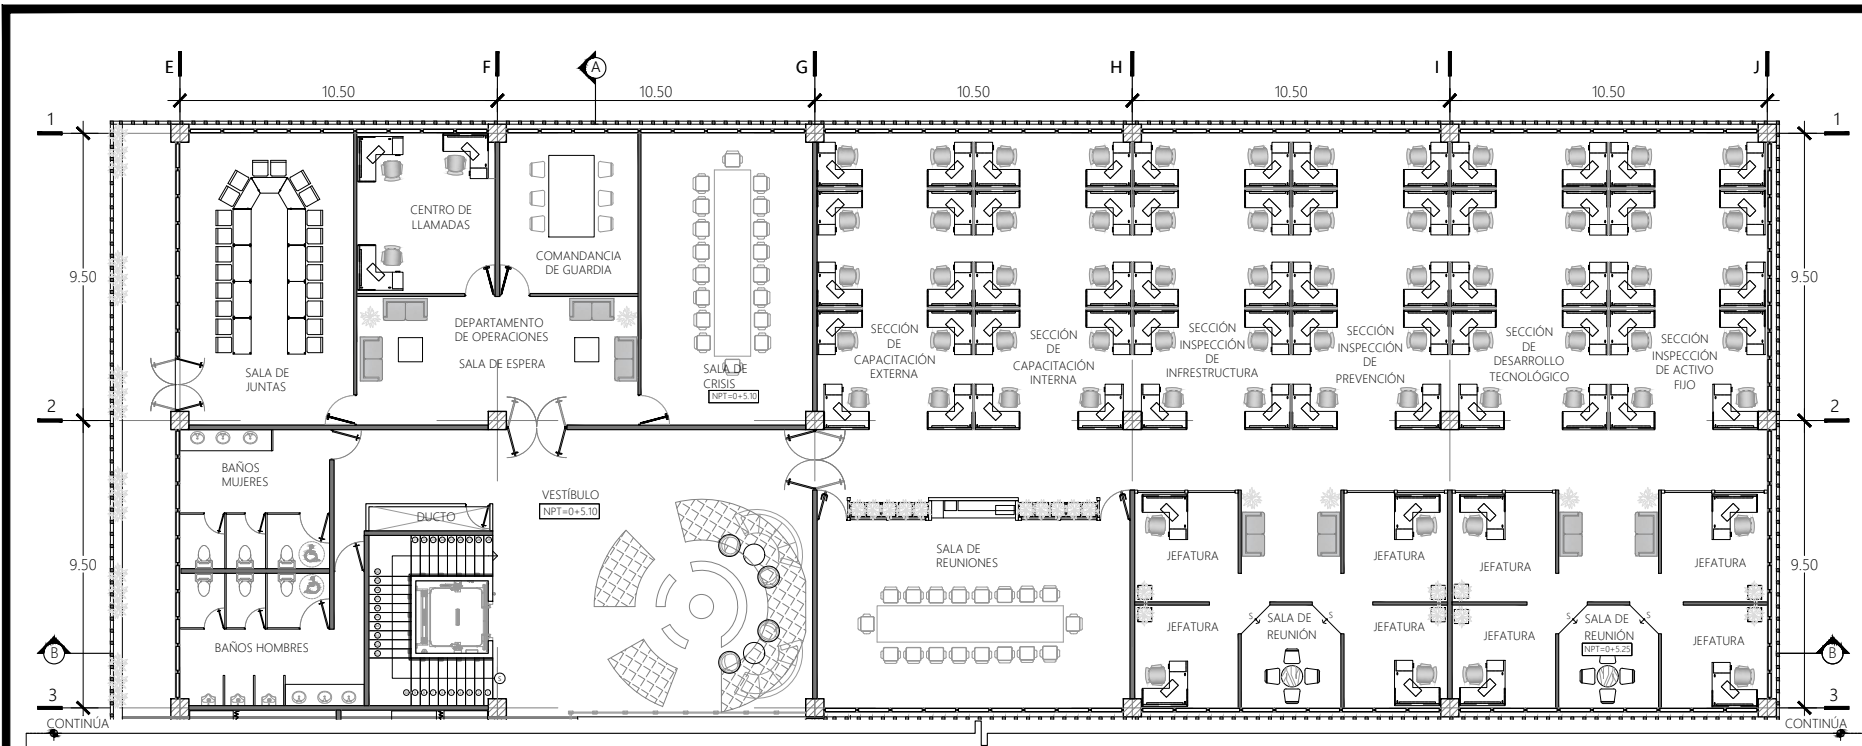 E
F
A
G
H
I
J
10.50
10.50
10.50
10.50
10.50
1
1
CENTRO DE
LLAMADAS
COMANDANCIA
DE GUARDIA
9.50
9.50
DEPARTAMENTO
DE OPERACIONES
SALA DE ESPERA
SALA DE
JUNTAS
SALA DE
CRISIS
NPT=0+5.10
SECCIÓN
DE
CAPACITACIÓN
EXTERNA
SECCIÓN
DE
CAPACITACIÓN
INTERNA
SECCIÓN
INSPECCIÓN
DE
INFRESTRUCTURA
SECCIÓN
INSPECCIÓN
DE
PREVENCIÓN
SECCIÓN
DE
DESARROLLO
TECNOLÓGICO
SECCIÓN
INSPECCIÓN
DE ACTIVO
FIJO
2
2
BAÑOS
MUJERES
VESTÍBULO
NPT=0+5.10
DUCTO
SALA DE
REUNIONES
JEFATURA
JEFATURA
JEFATURA
JEFATURA
9.50
9.50
JEFATURA
S
SALA DE
REUNIÓN
S
JEFATURA
JEFATURA
S
SALA DE
REUNIÓN
NPT=0+5.25
S
JEFATURA
BAÑOS HOMBRES
B
B
S
3
3
CONTINÚA
CONTINÚA